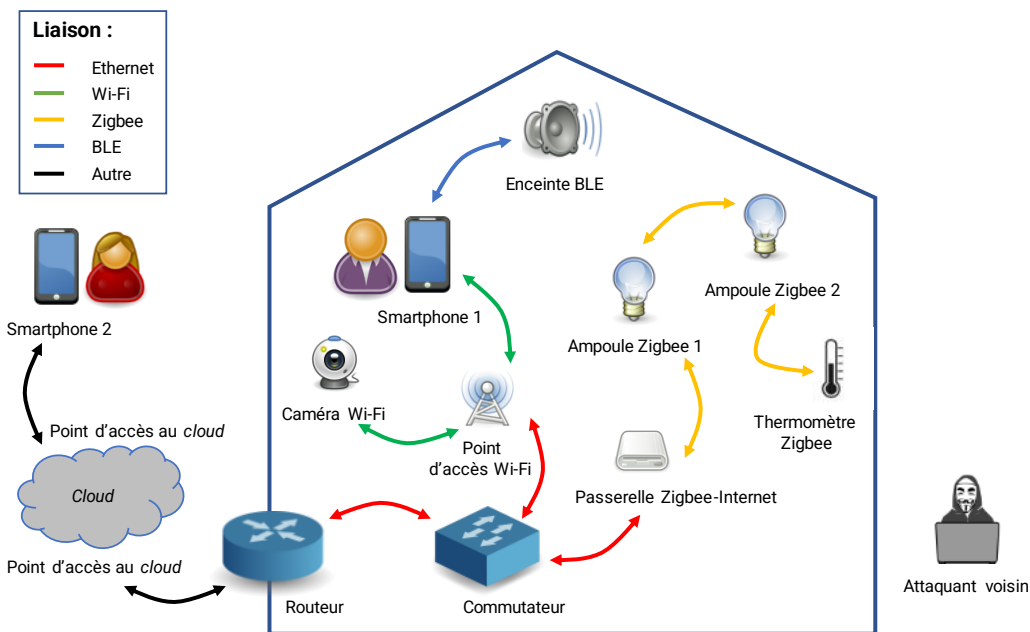 Liaison :
Ethernet
Wi-Fi
Zigbee
BLE
Autre
Enceinte BLE
Smartphone 2
Smartphone 1
Ampoule Zigbee 1
Ampoule Zigbee 2
Caméra Wi-Fi
Point
d'accès Wi-Fi
Thermomètre
Zigbee
Point d'accès au cloud
Cloud
Point d'accès au cloud
Passerelle Zigbee-Internet
Routeur
Commutateur
Attaquant voisin